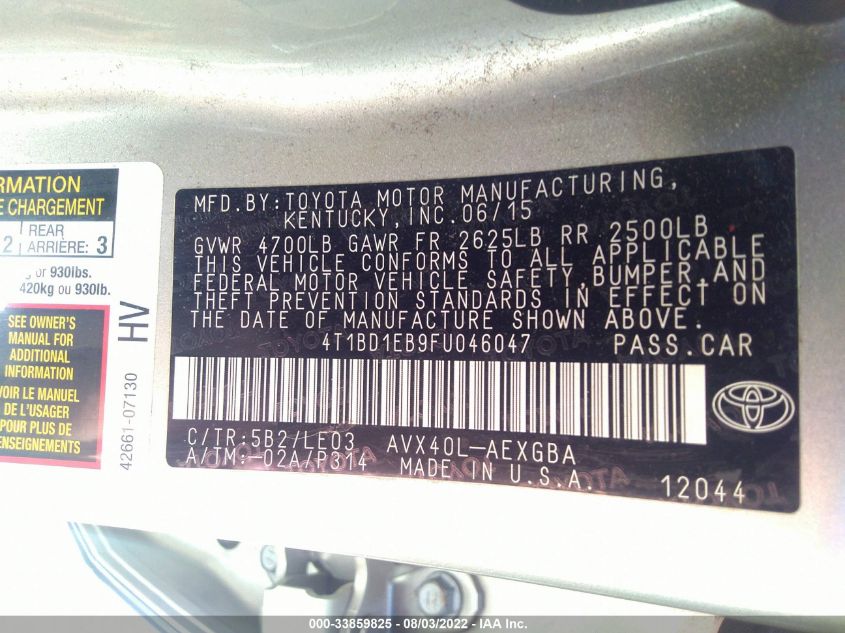 RMATION
E CHARGEMENT
2 REAR 3
ARRIÈRE:
or 930lbs.
420kg ou 930lb.
SEE OWNER'S
MANUAL FOR
ADDITIONAL
INFORMATION
VOIR LE MANUEL
DE L'USAGER
POUR PLUS DE
RENSEIGNEMENTS
HV
42661-07130
MFD.BY:TOYOTA MOTOR MANUFACTURING,
KENTUCKY,INC.06/15
GVWR 4700LB GAWR FR 2625LB RR 2500LB
THIS VEHICLE CONFORMS TO ALL APPLICABLE
FEDERAL MOTOR VEHICLE SAFETY,BUMPER,AND
THEFT PREVENTION STANDARDS IN EFFECT ON
THE DATE OF MANUFACTURE SHOWN ABOVE.
4T1BD1EB9FU046047 PASS.CAR
C/TR:5B2/LE03 AVX40L-AEXGBA
A/TM:-02A/P314 MADE IN U.S.A. 12044
000-33859825 - 08/03/2022 - IAA Inc.